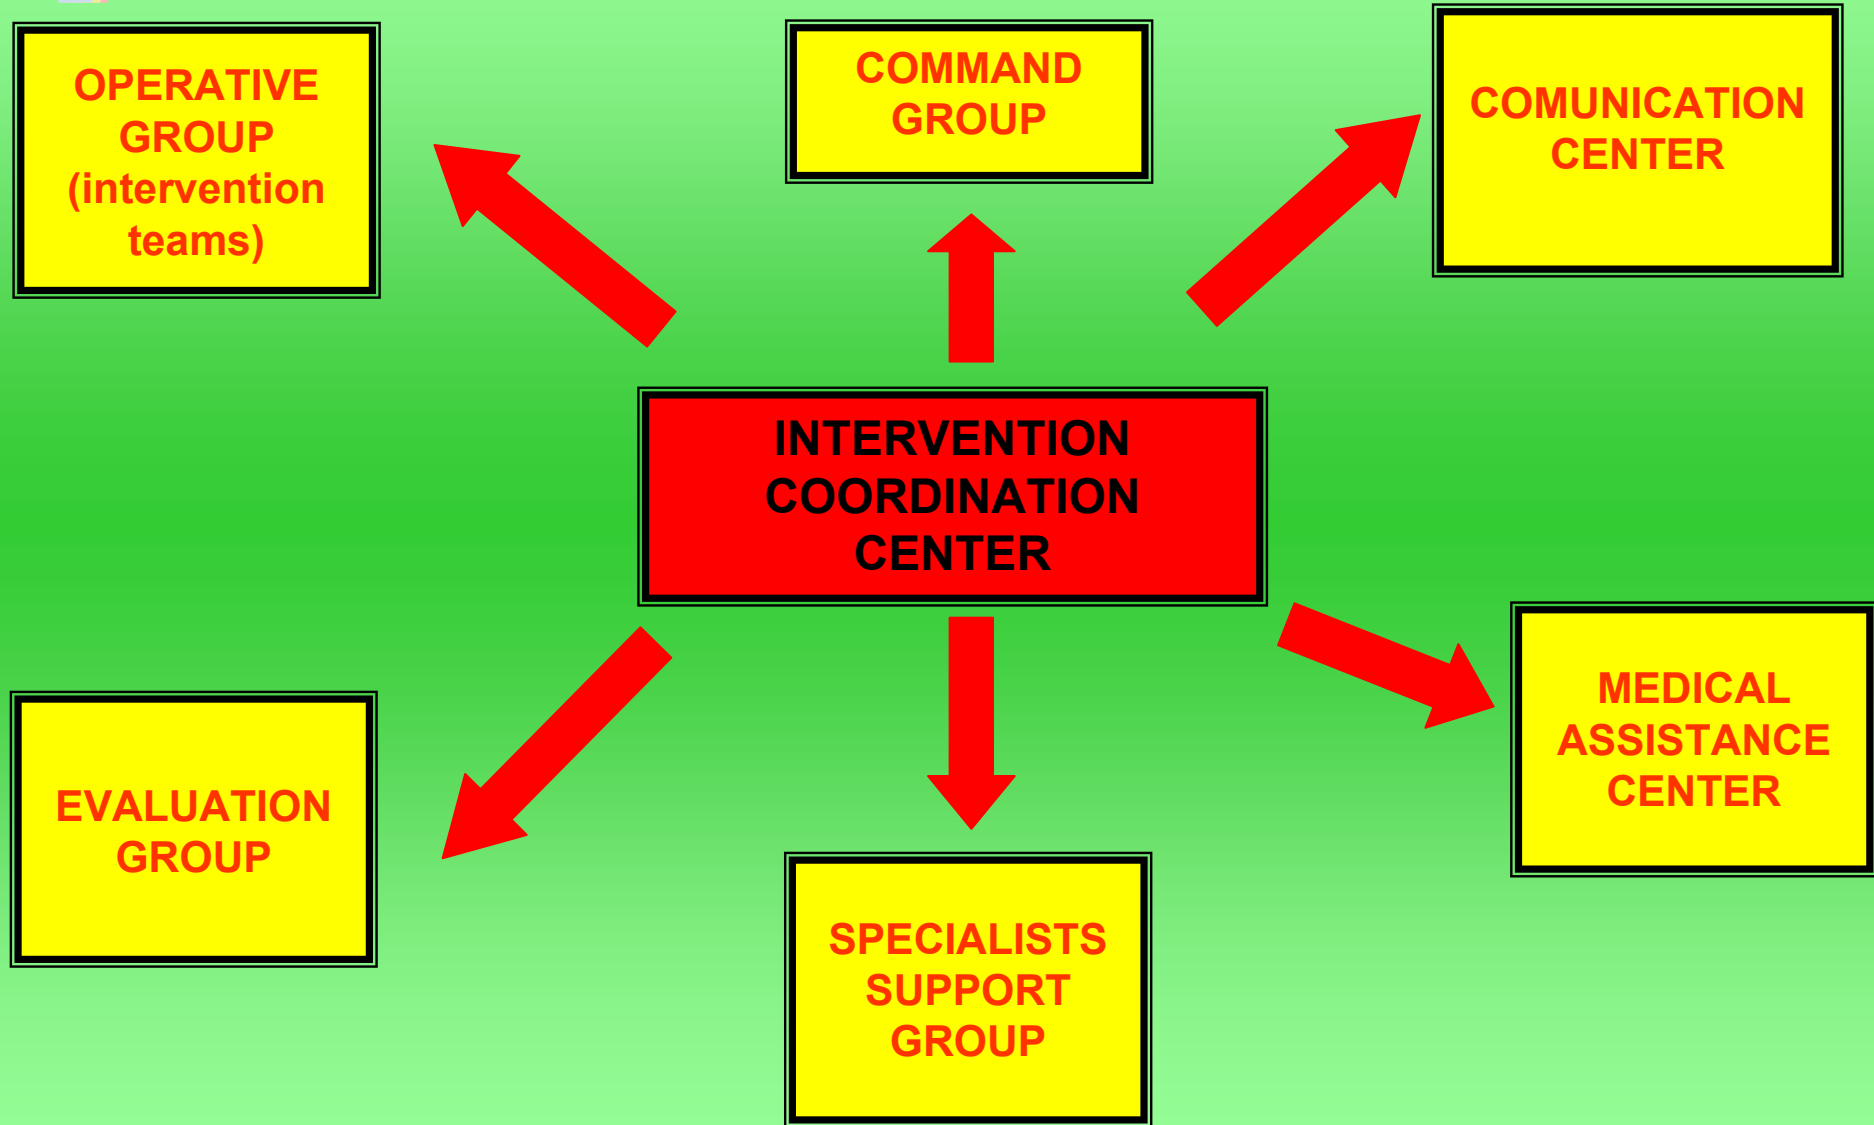 OPERATIVE
GROUP
(intervention
teams)
COMMAND
GROUP
COMUNICATION
CENTER
INTERVENTION
COORDINATION
CENTER
EVALUATION
GROUP
SPECIALISTS
SUPPORT
GROUP
MEDICAL
ASSISTANCE
CENTER